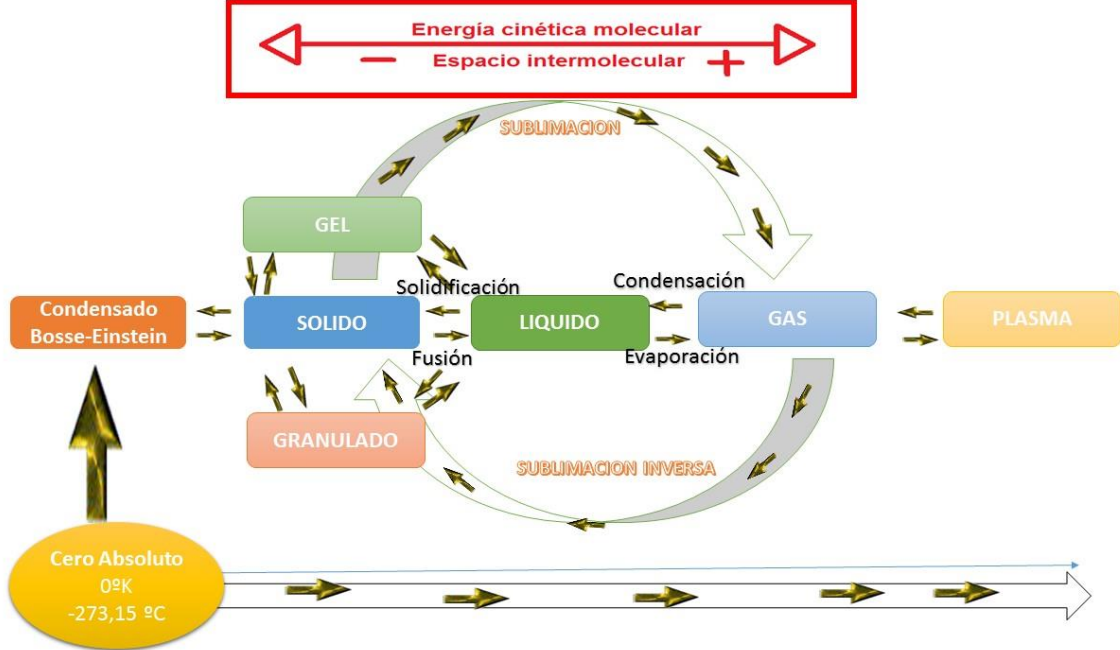 Energía cinética molecular
− Espacio intermolecular +
SUBLIMACION
GEL
Solidificación
Condensación
Condensado
Bosse-Einstein
SOLIDO
LIQUIDO
GAS
PLASMA
Fusión
Evaporación
GRANULADO
SUBLIMACION INVERSA
Cero Absoluto
0ºK
-273,15 ºC